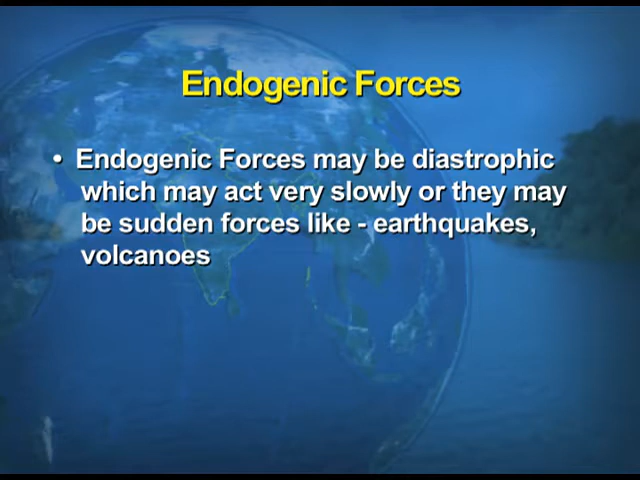 Endogenic Forces
• Endogenic Forces may be diastrophic
which may act very slowly or they may
be sudden forces like - earthquakes,
volcanoes